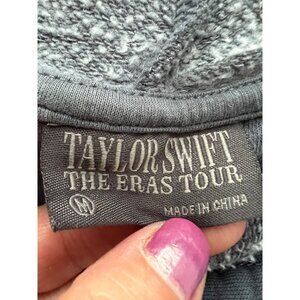 TAYLOR SWIFT
THE ERAS TOUR
M
MADE IN CHINA